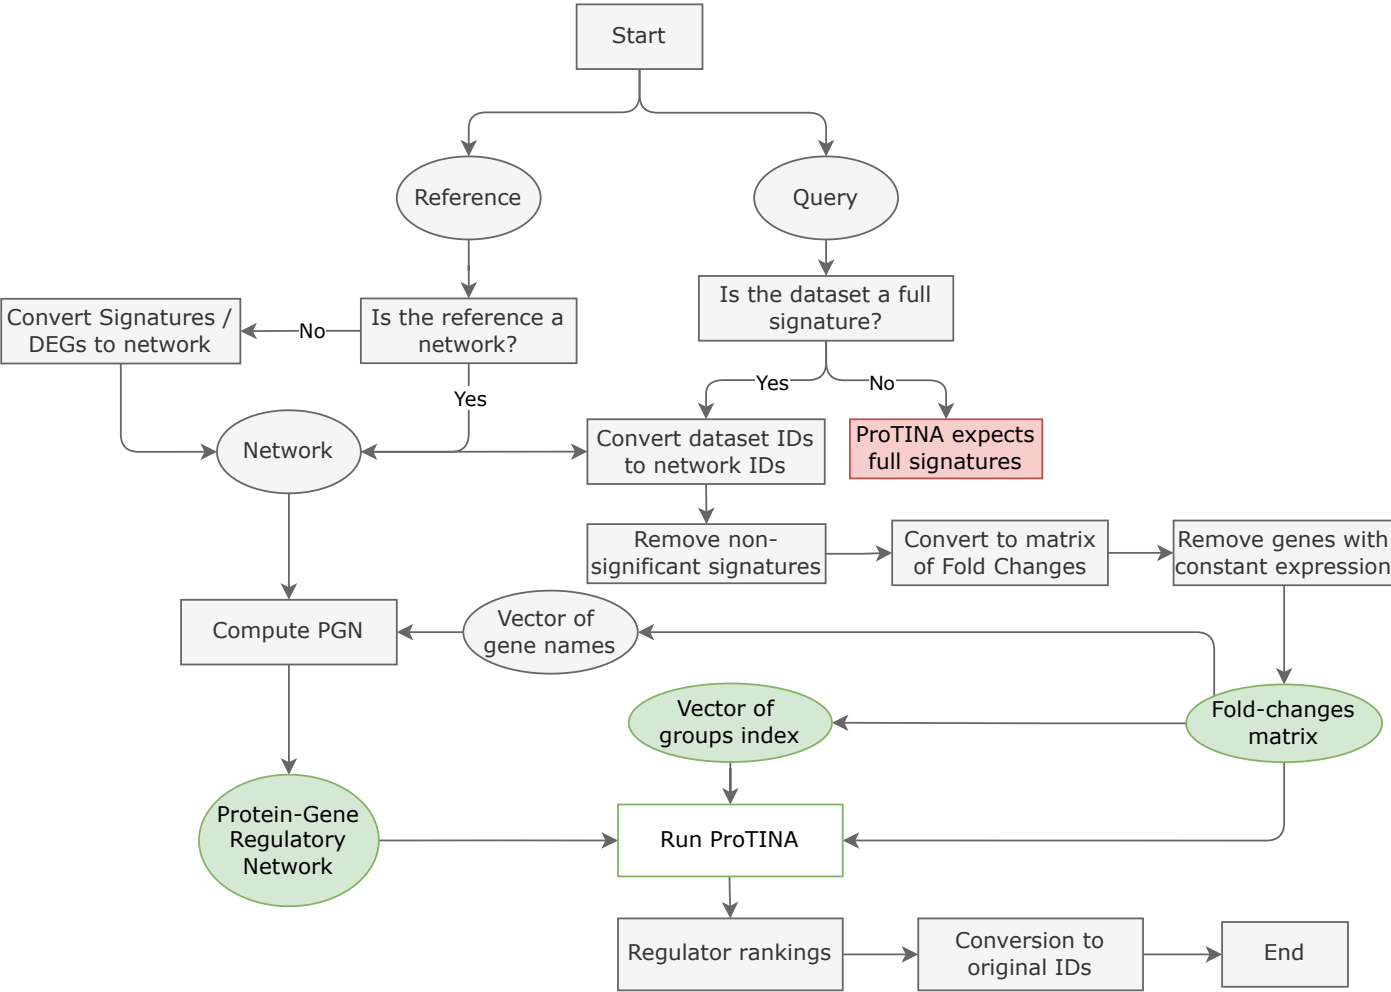 Start
Reference
Query
Is the dataset a full
signature?
Convert Signatures /
DEGs to network
No
Is the reference a
network?
Yes
Yes
No
Network
Convert dataset IDs
to network IDs
ProTINA expects
full signatures
Remove non-
significant signatures
Convert to matrix
of Fold Changes
Remove genes with
constant expression
Compute PGN
Vector of
gene names
Vector of
groups index
Fold-changes
matrix
Protein-Gene
Regulatory
Network
Run ProTINA
Regulator rankings
Conversion to
original IDs
End